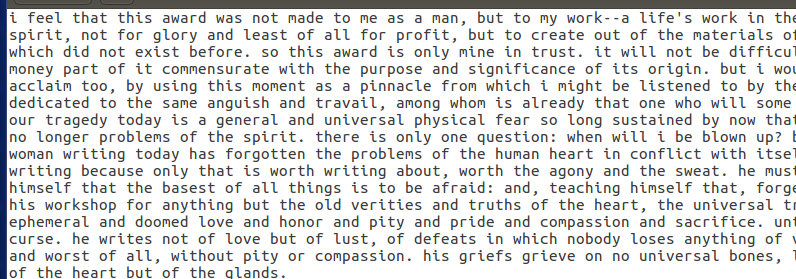 i feel that this award was not made to me as a man, but to my work--a life's work in the
spirit, not for glory and least of all for profit, but to create out of the materials of
which did not exist before. so this award is only mine in trust. it will not be difficul
money part of it commensurate with the purpose and significance of its origin. but i wou
acclaim too, by using this moment as a pinnacle from which i might be listened to by the
dedicated to the same anguish and travail, among whom is already that one who will some
our tragedy today is a general and universal physical fear so long sustained by now that
no longer problems of the spirit. there is only one question: when will i be blown up? b
woman writing today has forgotten the problems of the human heart in conflict with itsel
writing because only that is worth writing about, worth the agony and the sweat. he must
himself that the basest of all things is to be afraid: and, teaching himself that, forge
his workshop for anything but the old verities and truths of the heart, the universal tr
ephemeral and doomed love and honor and pity and pride and compassion and sacrifice. unt
curse. he writes not of love but of lust, of defeats in which nobody loses anything of v
and worst of all, without pity or compassion. his griefs grieve on no universal bones, l
of the heart but of the glands.